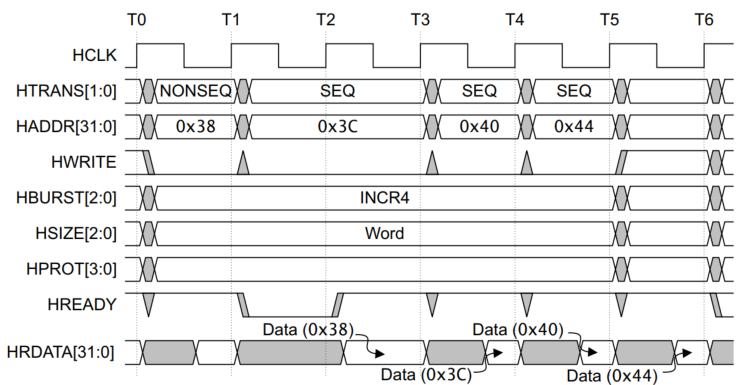 T0 T1 T2 T3 T4 T5 T6
HCLK
HTRANS[1:0] NONSEQ SEQ SEQ SEQ
HADDR[31:0] 0x38 0x3C 0x40 0x44
HWRITE
HBURST[2:0] INCR4
HSIZE[2:0] Word
HPROT[3:0]
HREADY
Data (0x38) Data (0x40)
HRDATA[31:0]
Data (0x3C) Data (0x44)